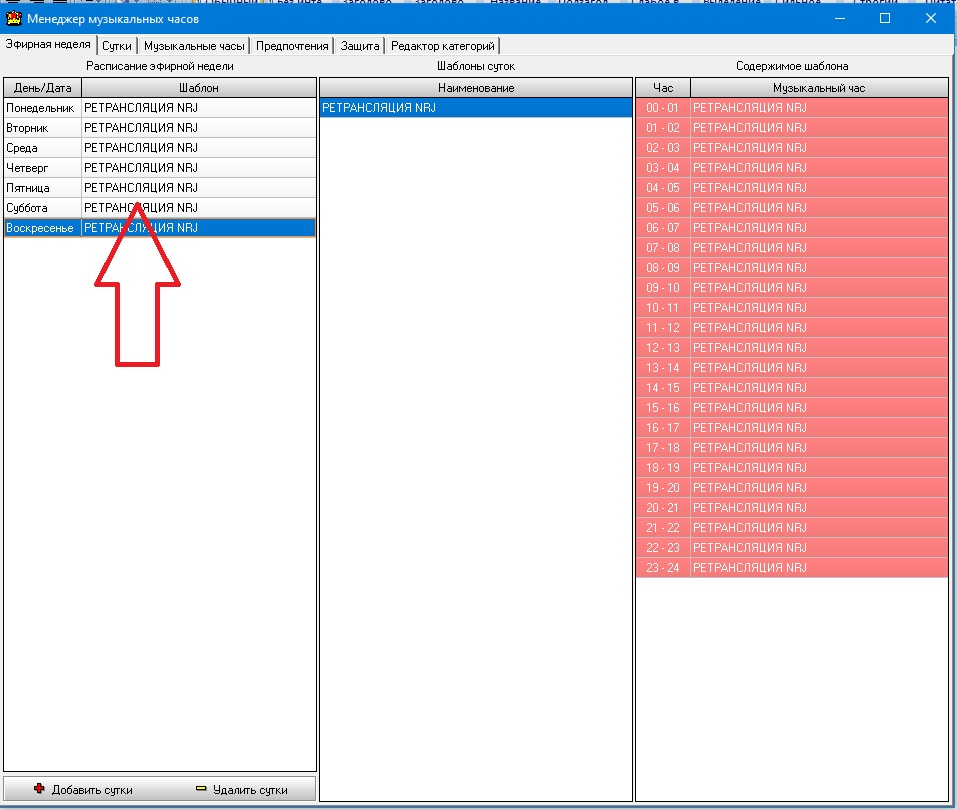 Менеджер музыкальных часов
Эфирная неделя Сутки Музыкальные часы Предпочтения Защита Редактор категорий
Расписание эфирной недели
День/Дата Шаблон
Понедельник РЕТРАНСЛЯЦИЯ NRJ
Вторник РЕТРАНСЛЯЦИЯ NRJ
Среда РЕТРАНСЛЯЦИЯ NRJ
Четверг РЕТРАНСЛЯЦИЯ NRJ
Пятница РЕТРАНСЛЯЦИЯ NRJ
Суббота РЕТРАНСЛЯЦИЯ NRJ
Воскресенье РЕТРАНСЛЯЦИЯ NRJ
Добавить сутки Удалить сутки
Шаблоны суток
Наименование
РЕТРАНСЛЯЦИЯ NRJ
Содержимое шаблона
Час Музыкальный час
00 - 01 РЕТРАНСЛЯЦИЯ NRJ
01 - 02 РЕТРАНСЛЯЦИЯ NRJ
02 - 03 РЕТРАНСЛЯЦИЯ NRJ
03 - 04 РЕТРАНСЛЯЦИЯ NRJ
04 - 05 РЕТРАНСЛЯЦИЯ NRJ
05 - 06 РЕТРАНСЛЯЦИЯ NRJ
06 - 07 РЕТРАНСЛЯЦИЯ NRJ
07 - 08 РЕТРАНСЛЯЦИЯ NRJ
08 - 09 РЕТРАНСЛЯЦИЯ NRJ
09 - 10 РЕТРАНСЛЯЦИЯ NRJ
10 - 11 РЕТРАНСЛЯЦИЯ NRJ
11 - 12 РЕТРАНСЛЯЦИЯ NRJ
12 - 13 РЕТРАНСЛЯЦИЯ NRJ
13 - 14 РЕТРАНСЛЯЦИЯ NRJ
14 - 15 РЕТРАНСЛЯЦИЯ NRJ
15 - 16 РЕТРАНСЛЯЦИЯ NRJ
16 - 17 РЕТРАНСЛЯЦИЯ NRJ
17 - 18 РЕТРАНСЛЯЦИЯ NRJ
18 - 19 РЕТРАНСЛЯЦИЯ NRJ
19 - 20 РЕТРАНСЛЯЦИЯ NRJ
20 - 21 РЕТРАНСЛЯЦИЯ NRJ
21 - 22 РЕТРАНСЛЯЦИЯ NRJ
22 - 23 РЕТРАНСЛЯЦИЯ NRJ
23 - 24 РЕТРАНСЛЯЦИЯ NRJ